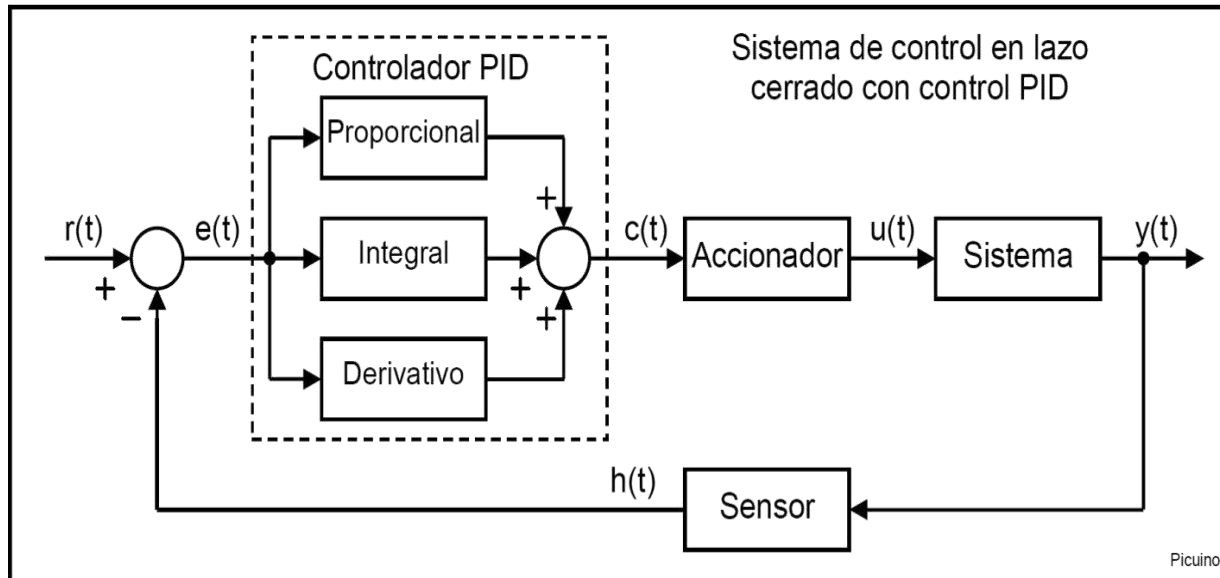 Sistema de control en lazo
cerrado con control PID
Controlador PID
Proporcional
+
r(t)
e(t)
Integral
c(t)
Accionador
u(t)
Sistema
y(t)
+
+
−
+
Derivativo
h(t)
Sensor
Picuino